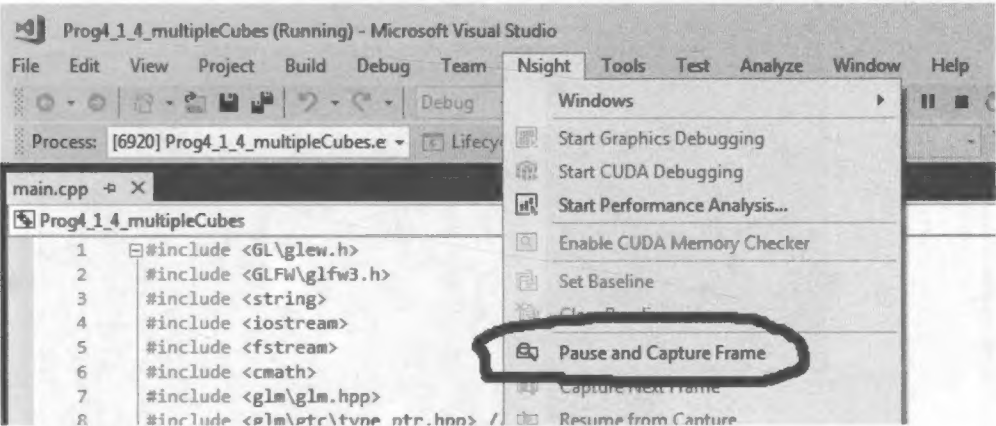 Prog4_1_4_multipleCubes (Running) - Microsoft Visual Studio
File Edit View Project Build Debug Team Nsight Tools Test Analyze Window Help
Debug
Process: [6920] Prog4_1_4_multipleCubes.e Lifecy
main.cpp
Prog4_1_4_multipleCubes
1 #include <GL\glew.h>
2 #include <GLFW\glfw3.h>
3 #include <string>
4 #include <iostream>
5 #include <fstream>
6 #include <cmath>
7 #include <glm\glm.hpp>
8 #include <glm\gtc\type_ptr.hpp> /
Windows
Start Graphics Debugging
Start CUDA Debugging
Start Performance Analysis...
Enable CUDA Memory Checker
Set Baseline
Pause and Capture Frame
Capture Next Frame
Resume from Capture